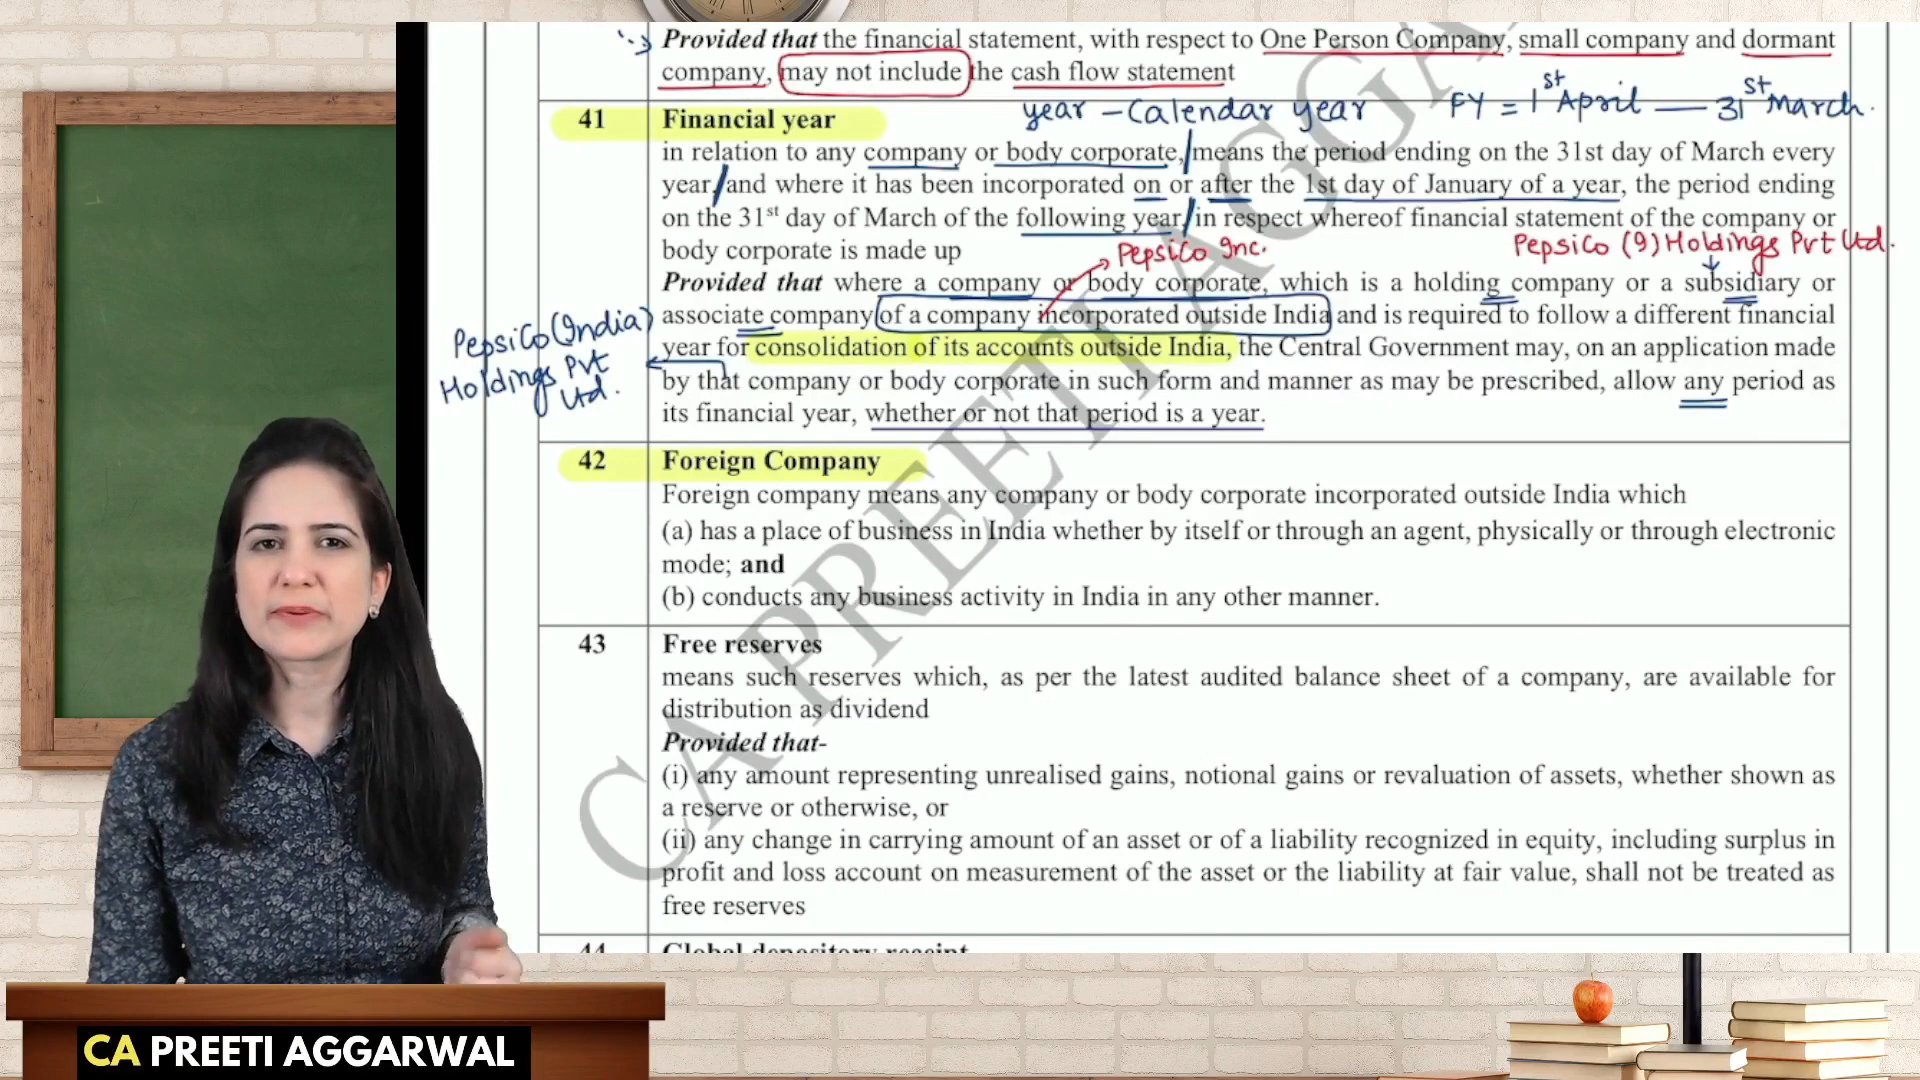 Provided that the financial statement, with respect to One Person Company, small company and dormant
company, may not include the cash flow statement
year – Calendar year FY = 1st April — 31st March.
41 Financial year
in relation to any company or body corporate, means the period ending on the 31st day of March every
year, and where it has been incorporated on or after the 1st day of January of a year, the period ending
on the 31st day of March of the following year, in respect whereof financial statement of the company or
body corporate is made up
PepsiCo Inc.
PepsiCo (I) Holdings Pvt Ltd.
Provided that where a company or body corporate, which is a holding company or a subsidiary or
associate company of a company incorporated outside India and is required to follow a different financial
year for consolidation of its accounts outside India, the Central Government may, on an application made
by that company or body corporate in such form and manner as may be prescribed, allow any period as
its financial year, whether or not that period is a year.
PepsiCo (India)
Holdings Pvt
Ltd.
42 Foreign Company
Foreign company means any company or body corporate incorporated outside India which
(a) has a place of business in India whether by itself or through an agent, physically or through electronic
mode; and
(b) conducts any business activity in India in any other manner.
43 Free reserves
means such reserves which, as per the latest audited balance sheet of a company, are available for
distribution as dividend
Provided that-
(i) any amount representing unrealised gains, notional gains or revaluation of assets, whether shown as
a reserve or otherwise, or
(ii) any change in carrying amount of an asset or of a liability recognized in equity, including surplus in
profit and loss account on measurement of the asset or the liability at fair value, shall not be treated as
free reserves
44 Global depository receipt
CA PREETI AGGA
CA PREETI AGGARWAL